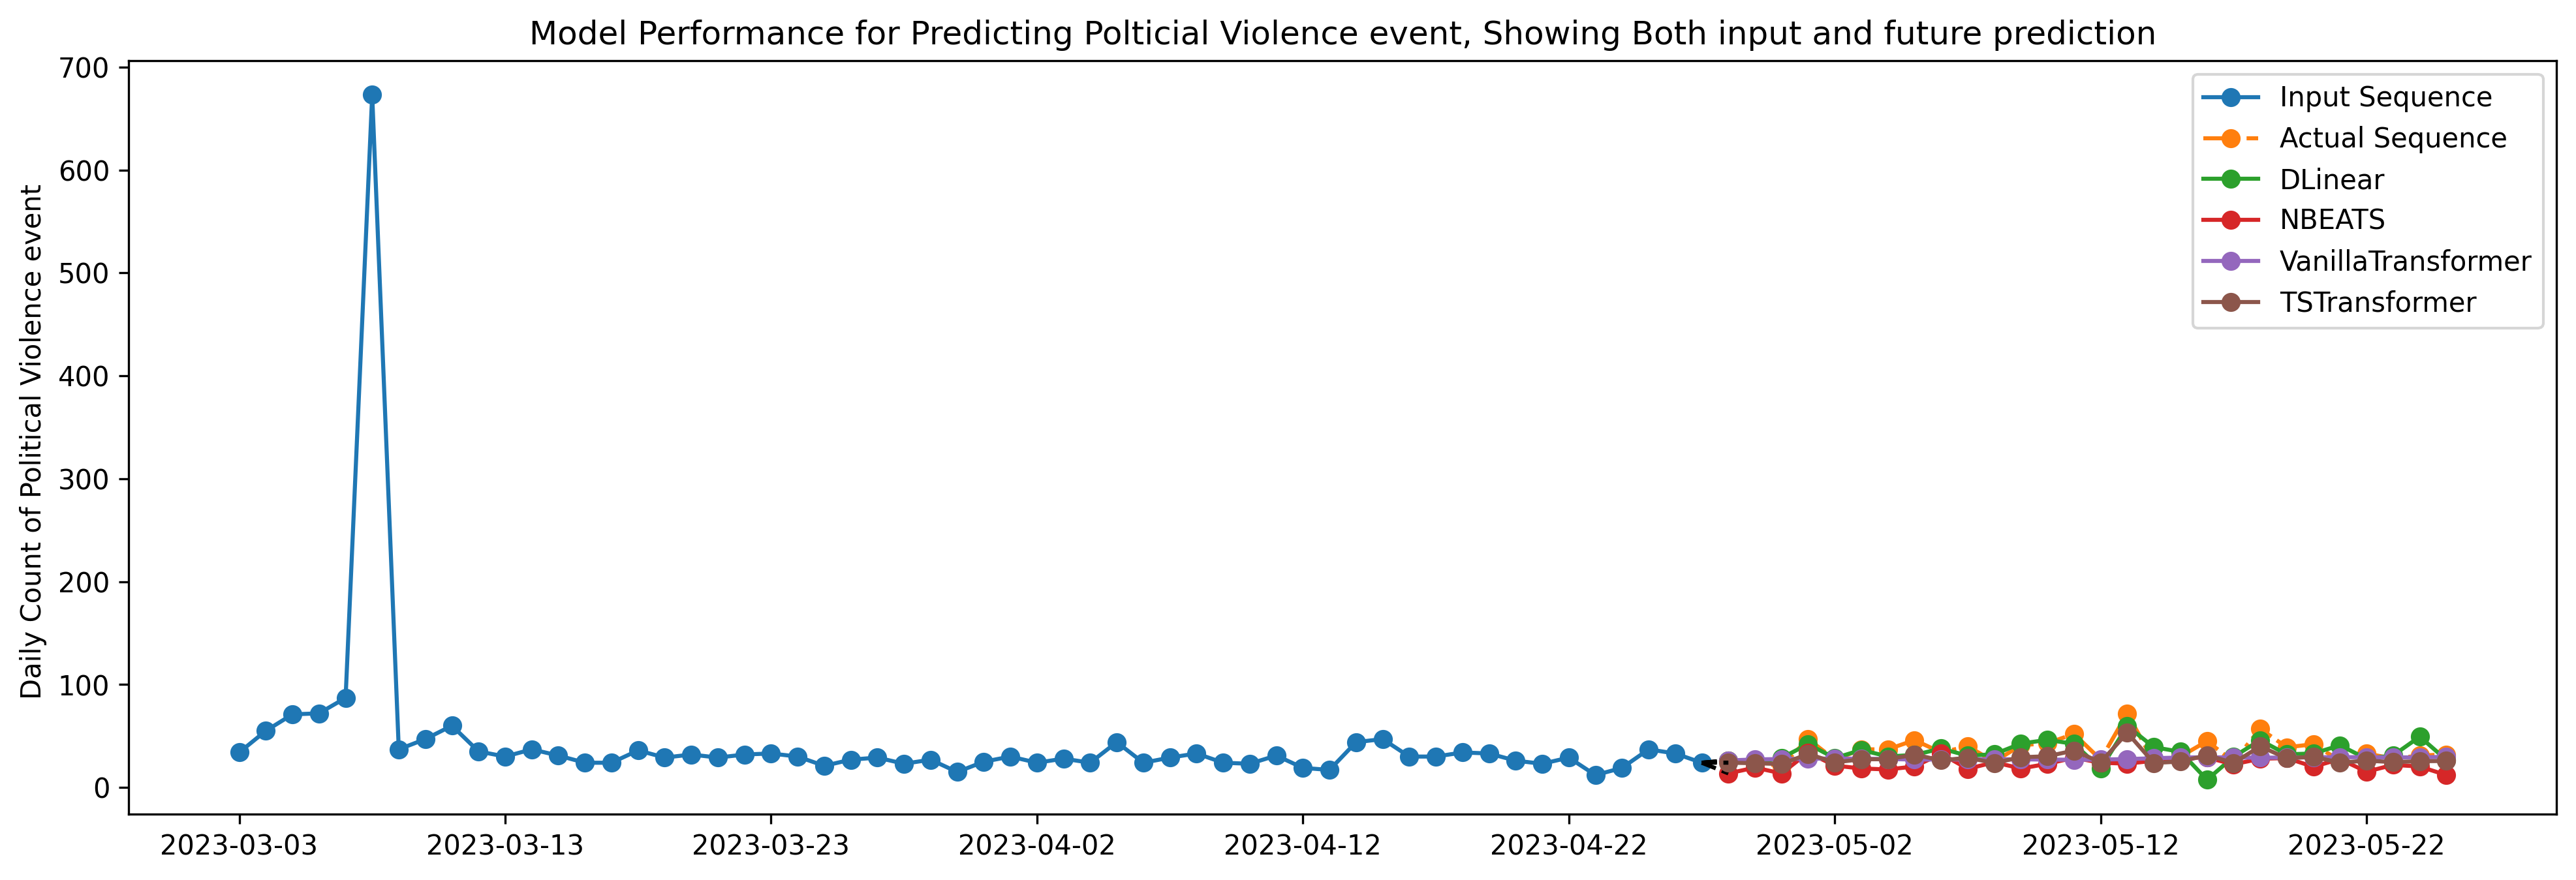 Model Performance for Predicting Polticial Violence event, Showing Both input and future prediction
Daily Count of Political Violence event
700
600
500
400
300
200
100
0
2023-03-03
2023-03-13
2023-03-23
2023-04-02
2023-04-12
2023-04-22
2023-05-02
2023-05-12
2023-05-22
Input Sequence
Actual Sequence
DLinear
NBEATS
VanillaTransformer
TSTransformer